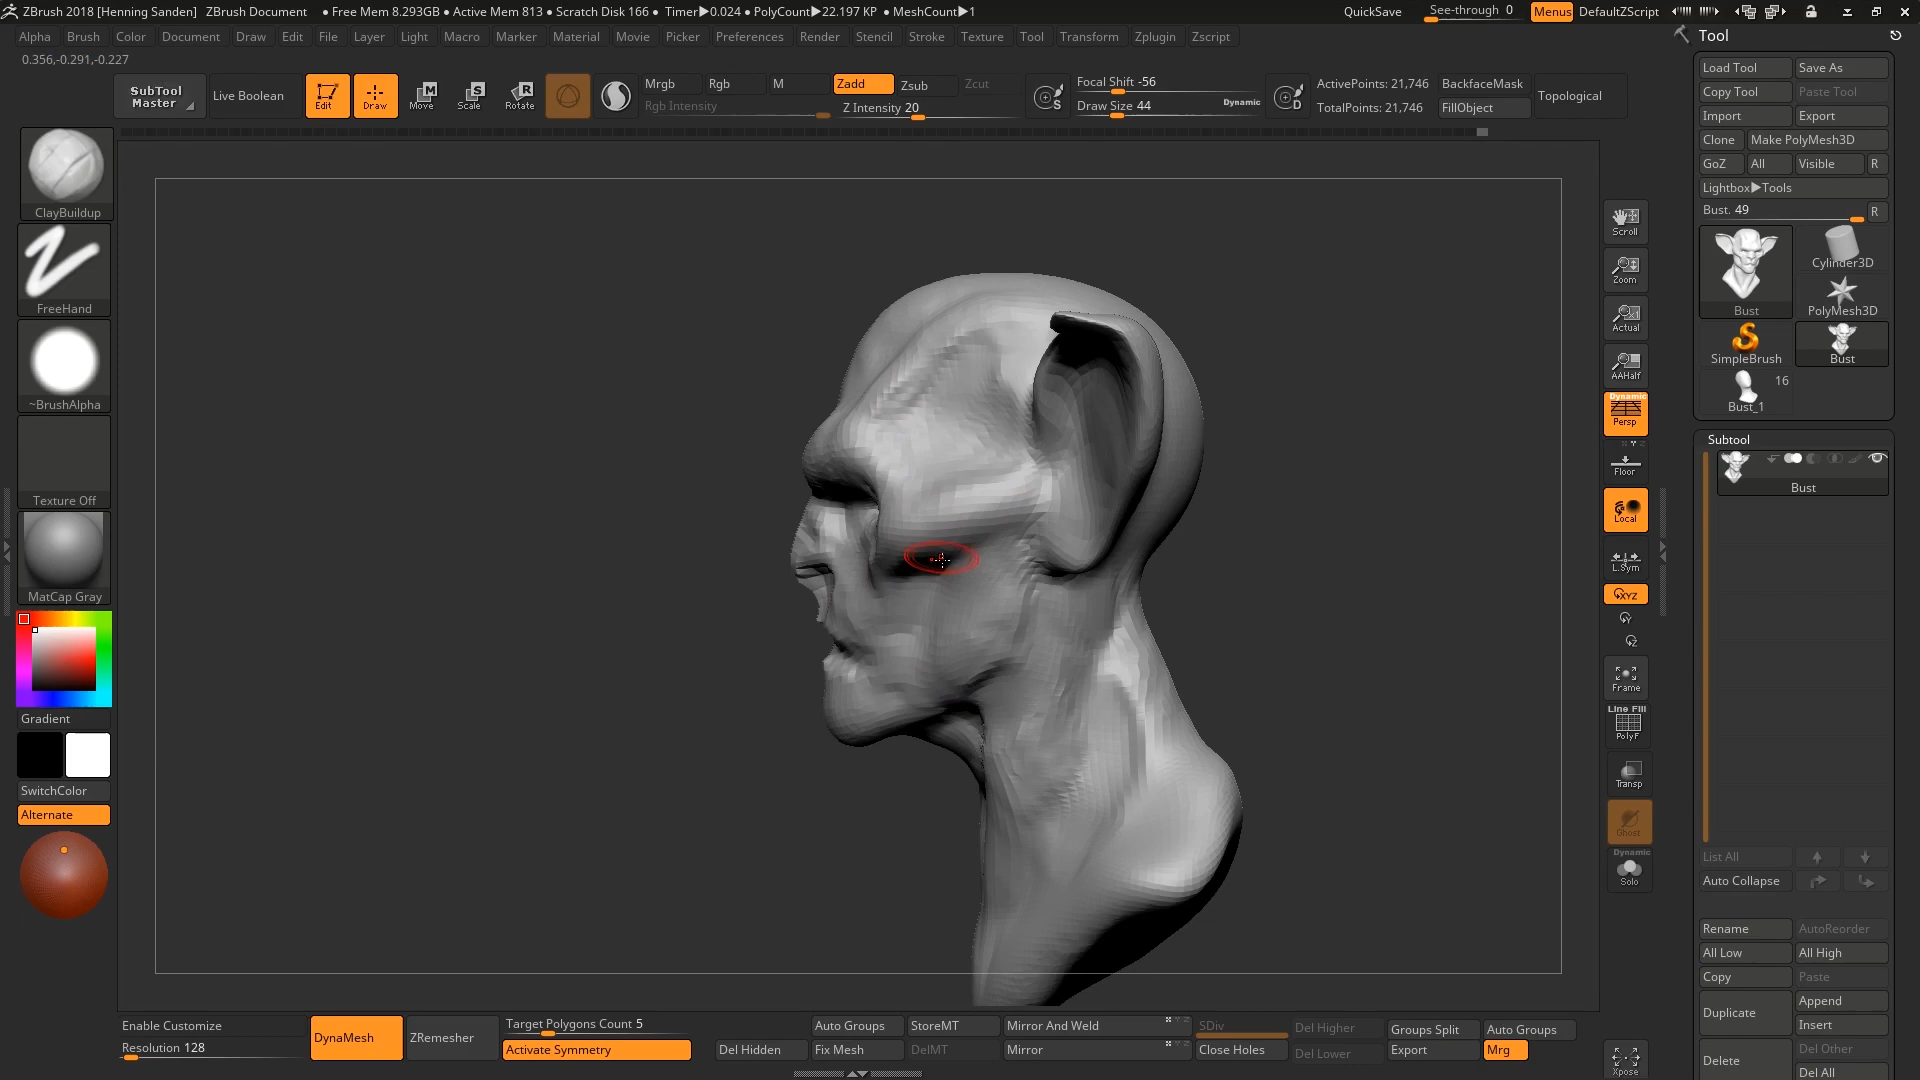 ZBrush 2018 [Henning Sanden] ZBrush Document ● Free Mem 8.293GB ● Active Mem 813 ● Scratch Disk 166 ● Timer▶0.024 ● PolyCount▶22.197 KP ● MeshCount▶1 QuickSave See-through 0 Menus DefaultZScript
Alpha Brush Color Document Draw Edit File Layer Light Macro Marker Material Movie Picker Preferences Render Stencil Stroke Texture Tool Transform Zplugin Zscript
Tool
0.356,-0.291,-0.227
SubTool Master
Live Boolean
Edit
Draw
Move
Scale
Rotate
Mrgb Rgb M
Rgb Intensity
Zadd Zsub Zcut
Z Intensity 20
Focal Shift -56
Draw Size 44
Dynamic
ActivePoints: 21,746
TotalPoints: 21,746
BackfaceMask
FillObject
Topological
Load Tool Save As
Copy Tool Paste Tool
Import Export
Clone Make PolyMesh3D
GoZ All Visible R
Lightbox▶Tools
Bust. 49 R
Bust
Cylinder3D
PolyMesh3D
SimpleBrush
Bust
16
Bust_1
Subtool
Bust
List All
Auto Collapse
Rename AutoReorder
All Low All High
Copy Paste
Duplicate
Append
Insert
Delete
Del Other
Del All
ClayBuildup
FreeHand
~BrushAlpha
Texture Off
MatCap Gray
Gradient
SwitchColor
Alternate
Scroll
Zoom
Actual
AAHalf
Dynamic
Persp
Floor
Local
L.Sym
XYZ
Frame
Line Fill
PolyF
Transp
Ghost
Dynamic
Solo
Xpose
Enable Customize
Resolution 128
DynaMesh
ZRemesher
Target Polygons Count 5
Activate Symmetry
Del Hidden
Auto Groups
Fix Mesh
StoreMT
DelMT
Mirror And Weld
Mirror
SDiv
Close Holes
Del Higher
Del Lower
Groups Split
Export
Auto Groups
Mrg